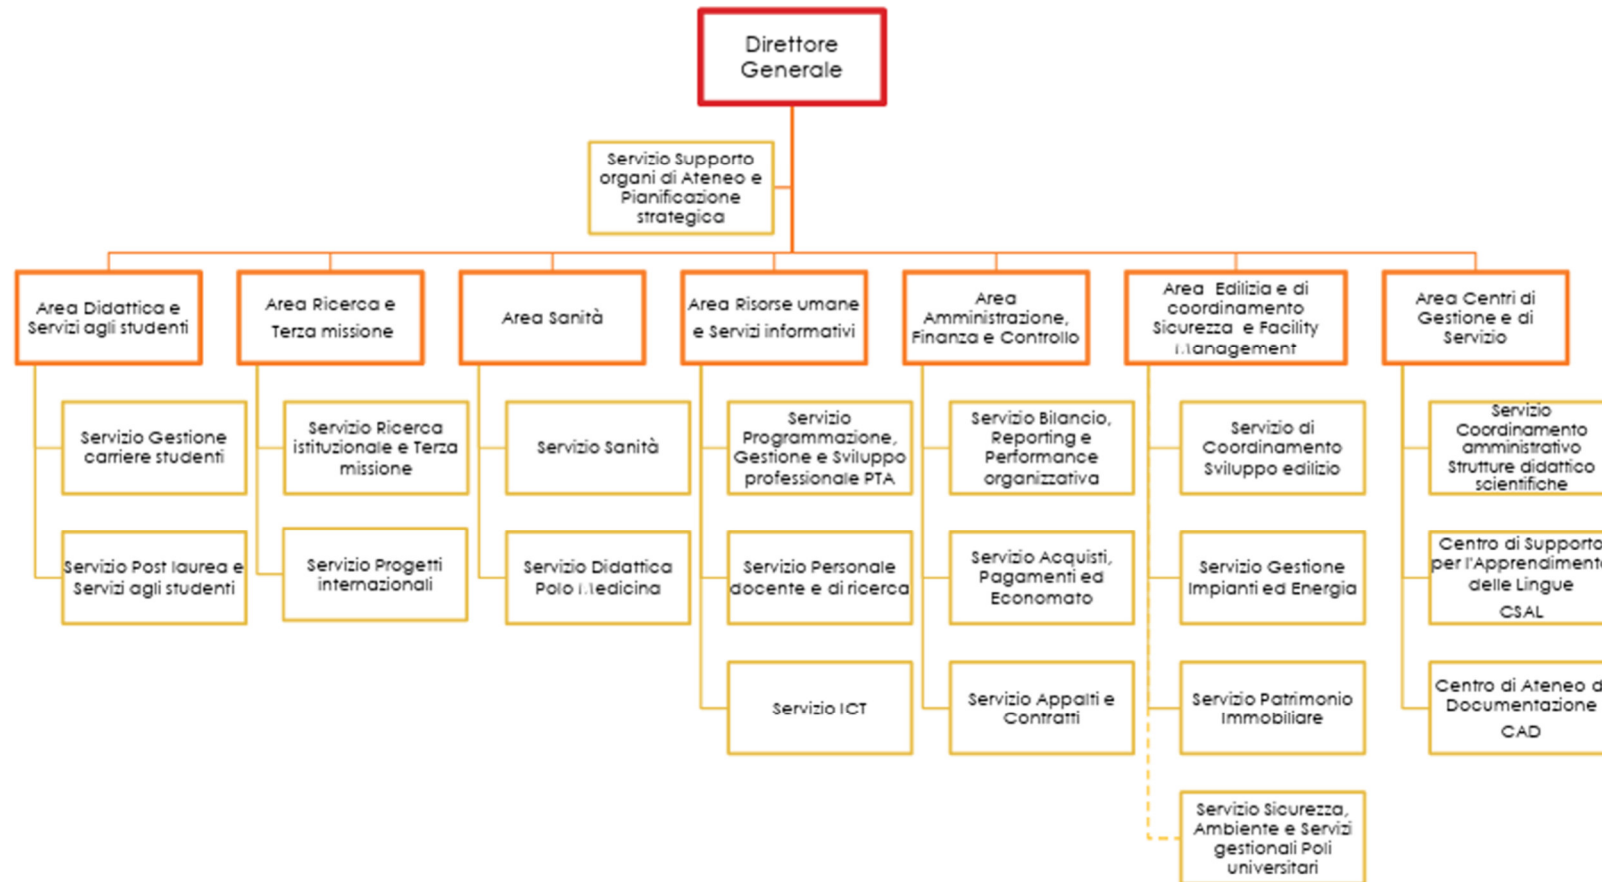 Direttore
Generale
Servizio Supporto
organi di Ateneo e
Pianificazione
strategica
Area Didattica e
Servizi agli studenti
Area Ricerca e
Terza missione
Area Sanità
Area Risorse umane
e Servizi informativi
Area
Amministrazione,
Finanza e Controllo
Area Edilizia e di
coordinamento
Sicurezza e Facility
Management
Area Centri di
Gestione e di
Servizio
Servizio Gestione
carriere studenti
Servizio Ricerca
istituzionale e Terza
missione
Servizio Sanità
Servizio
Programmazione,
Gestione e Sviluppo
professionale PTA
Servizio Bilancio,
Reporting e
Performance
organizzativa
Servizio di
Coordinamento
Sviluppo edilizio
Servizio
Coordinamento
amministrativo
Strutture didattico
scientifiche
Servizio Post laurea e
Servizi agli studenti
Servizio Progetti
internazionali
Servizio Didattica
Polo Medicina
Servizio Personale
docente e di ricerca
Servizio Acquisti,
Pagamenti ed
Economato
Servizio Gestione
Impianti ed Energia
Centro di Supporto
per l'Apprendimento
delle Lingue
CSAL
Servizio ICT
Servizio Appalti e
Contratti
Servizio Patrimonio
Immobiliare
Centro di Ateneo d
Documentazione
CAD
Servizio Sicurezza,
Ambiente e Servizi
gestionali Poli
universitari